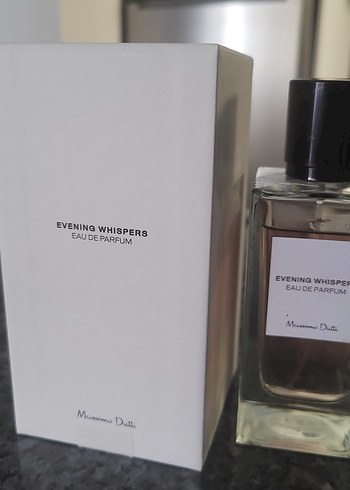 EVENING WHISPERS
EAU DE PARFUM
Massimo Dutti
EVENING WHISPERS
EAU DE PARFUM
Massimo Dutti